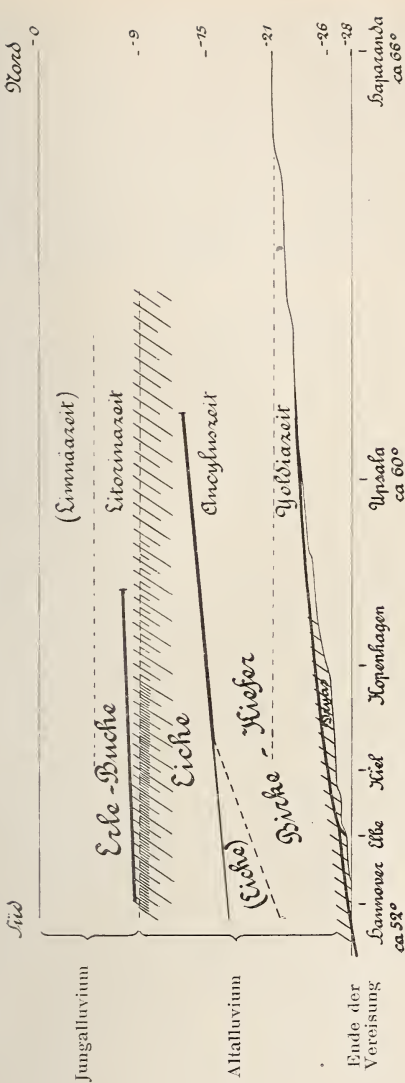 Süd Nord
-0
(Limnäazeit)
Jungalluvium
Erle-Buche Litorinazeit
-9
Eiche
Ancyluszeit -15
(Eiche)
Altalluvium
Birke - Kiefer Yoldiazeit -21
Dryas -26
Ende der
Vereisung
-28
Hannover Elbe Kiel Kopenhagen Upsala Haparanda
ca 52° ca 60° ca 66°